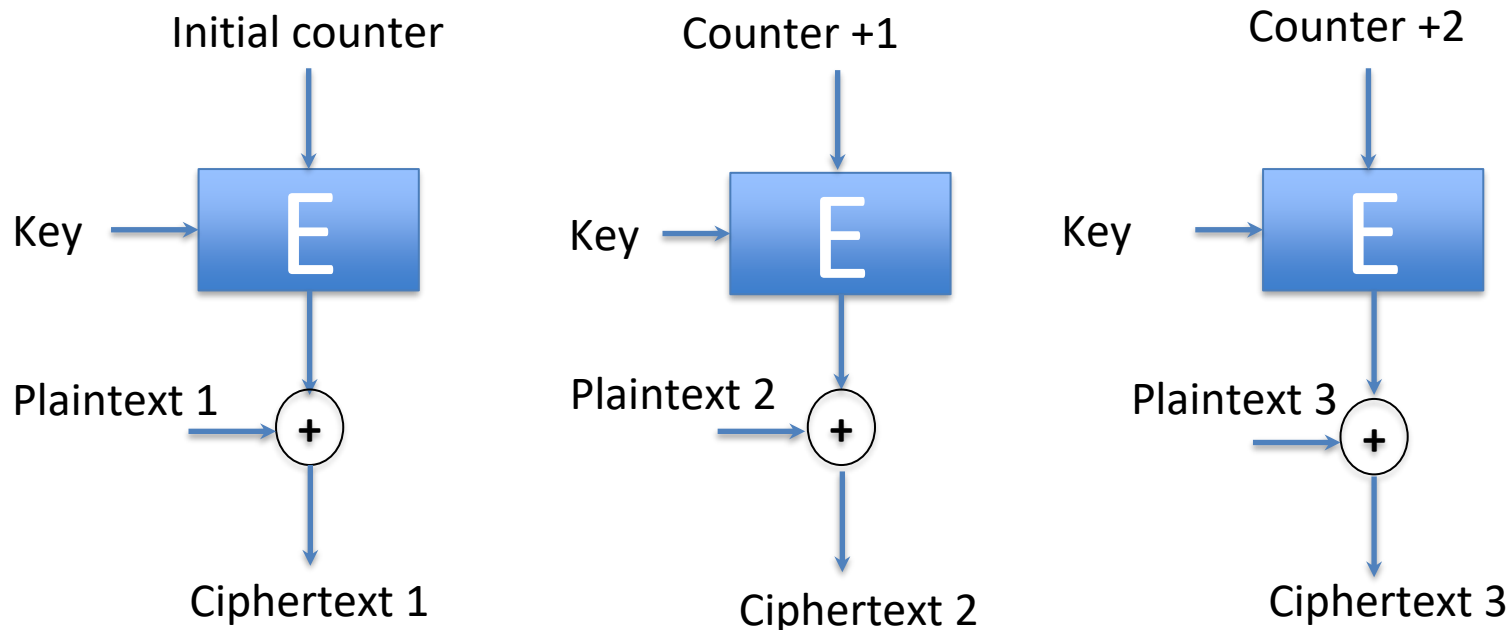 Initial counter
Counter +1
Counter +2
E
E
E
Key
Key
Key
Plaintext 1
Plaintext 2
Plaintext 3
+
+
+
Ciphertext 1
Ciphertext 2
Ciphertext 3